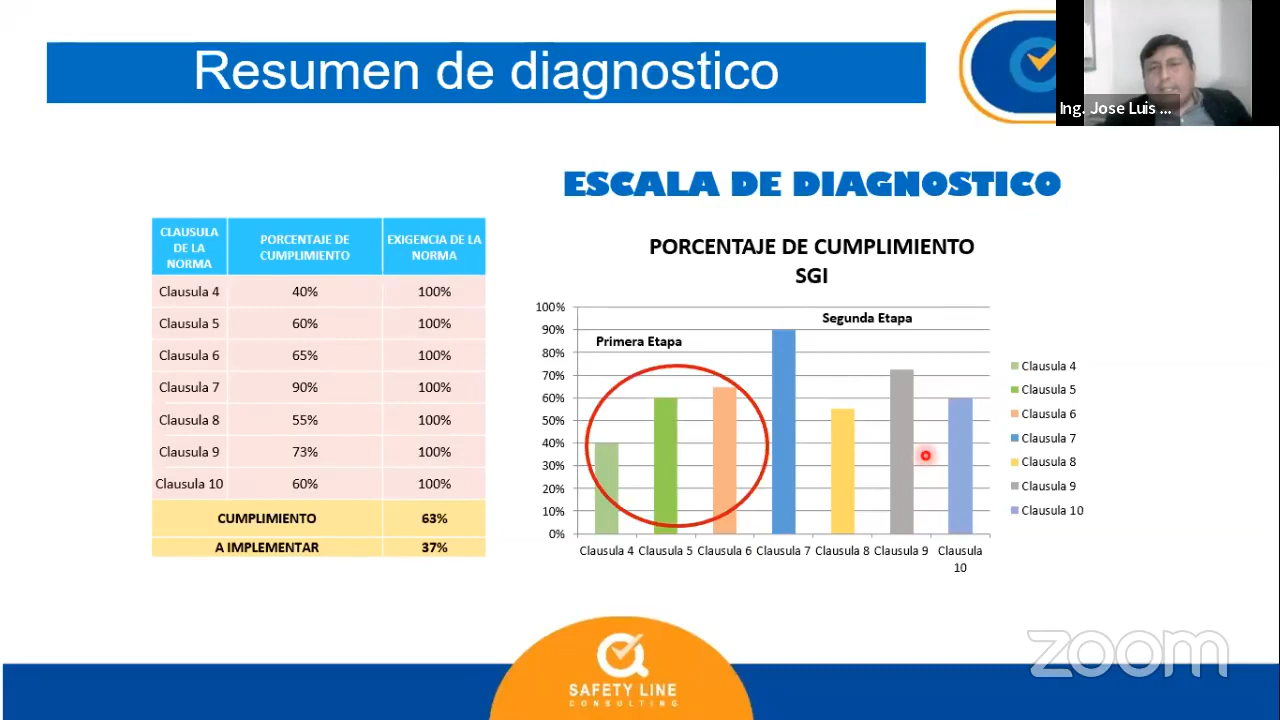 Resumen de diagnostico
Ing. Jose Luis ...
ESCALA DE DIAGNOSTICO
CLAUSULA
DE LA
NORMA
PORCENTAJE DE
CUMPLIMIENTO
EXIGENCIA DE LA
NORMA
Clausula 4 40% 100%
Clausula 5 60% 100%
Clausula 6 65% 100%
Clausula 7 90% 100%
Clausula 8 55% 100%
Clausula 9 73% 100%
Clausula 10 60% 100%
CUMPLIMIENTO 63%
A IMPLEMENTAR 37%
PORCENTAJE DE CUMPLIMIENTO
SGI
100%
90%
80%
70%
60%
50%
40%
30%
20%
10%
0%
Primera Etapa
Segunda Etapa
Clausula 4 Clausula 5 Clausula 6 Clausula 7 Clausula 8 Clausula 9 Clausula
10
Clausula 4
Clausula 5
Clausula 6
Clausula 7
Clausula 8
Clausula 9
Clausula 10
SAFETY LINE
CONSULTING
zoom